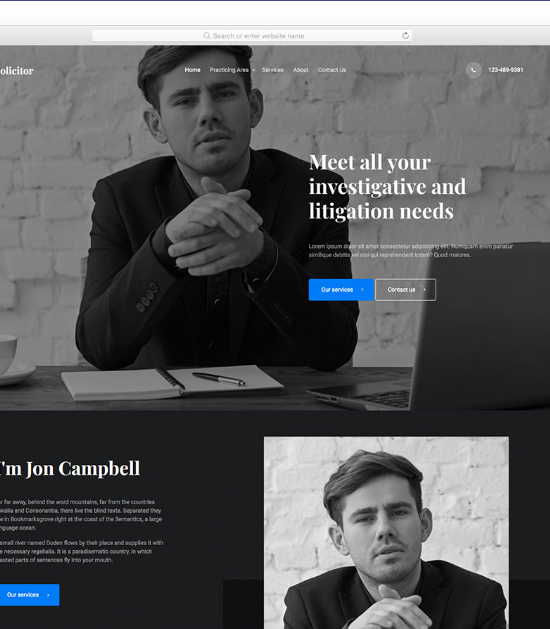 Search or enter website name
olicitor
Home Practicing Area Services About Contact Us
123-489-9381
Meet all your
investigative and
litigation needs
Lorem ipsum dolor sit amet consectetur adipisicing elit. Numquam enim pariatur
similique debitis vel nisi qui reprehenderit totam? Quod maiores.
Our services
Contact us
I'm Jon Campbell
r far away, behind the word mountains, far from the countries
okalia and Consonantia, there live the blind texts. Separated they
e in Bookmarksgrove right at the coast of the Semantics, a large
nguage ocean.
small river named Duden flows by their place and supplies it with
e necessary regelialia. It is a paradisematic country, in which
asted parts of sentences fly into your mouth.
Our services